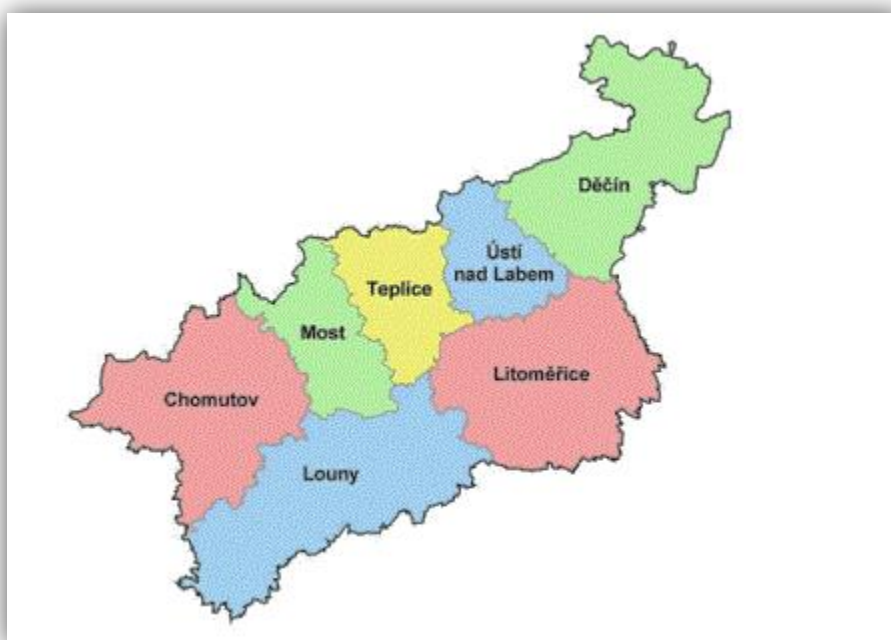 Děčín
Ústí
nad Labem
Teplice
Most
Litoměřice
Chomutov
Louny